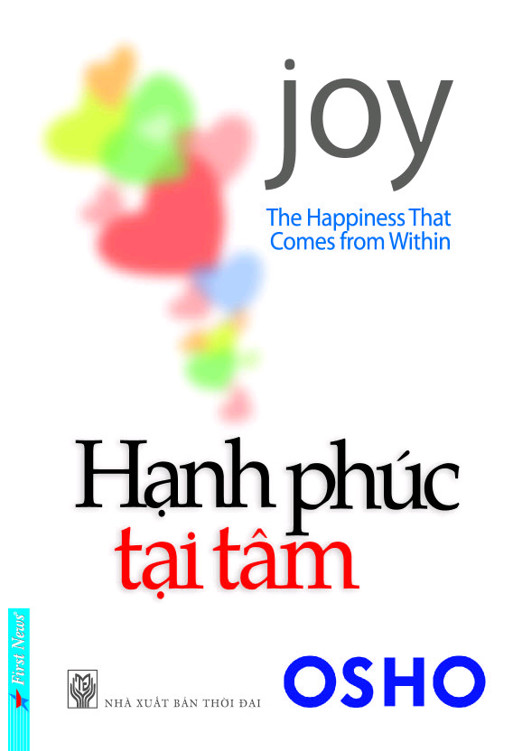 joy
The Happiness That
Comes from Within
Hạnh phúc
tại tâm
First News
NHÀ XUẤT BẢN THỜI ĐẠI
OSHO